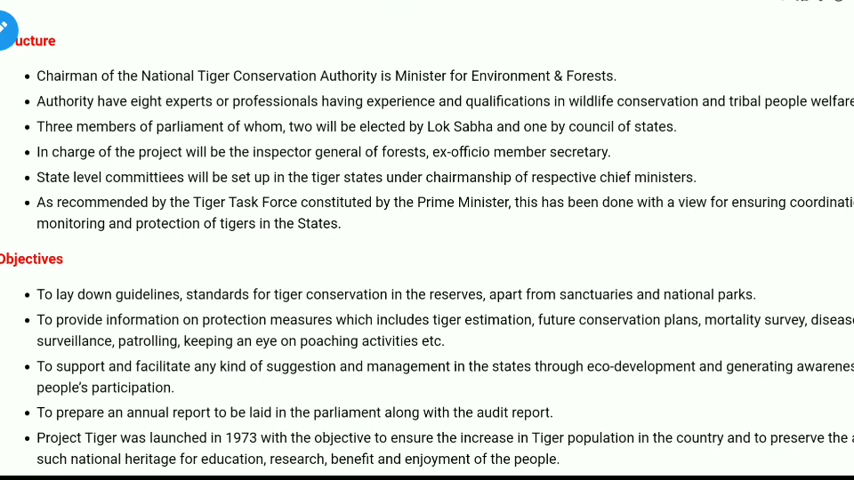 ucture
Chairman of the National Tiger Conservation Authority is Minister for Environment & Forests.
Authority have eight experts or professionals having experience and qualifications in wildlife conservation and tribal people welfare
Three members of parliament of whom, two will be elected by Lok Sabha and one by council of states.
In charge of the project will be the inspector general of forests, ex-officio member secretary.
State level committiees will be set up in the tiger states under chairmanship of respective chief ministers.
As recommended by the Tiger Task Force constituted by the Prime Minister, this has been done with a view for ensuring coordinati
monitoring and protection of tigers in the States.
Objectives
To lay down guidelines, standards for tiger conservation in the reserves, apart from sanctuaries and national parks.
To provide information on protection measures which includes tiger estimation, future conservation plans, mortality survey, diseas
surveillance, patrolling, keeping an eye on poaching activities etc.
To support and facilitate any kind of suggestion and management in the states through eco-development and generating awarenes
people's participation.
To prepare an annual report to be laid in the parliament along with the audit report.
Project Tiger was launched in 1973 with the objective to ensure the increase in Tiger population in the country and to preserve the
such national heritage for education, research, benefit and enjoyment of the people.